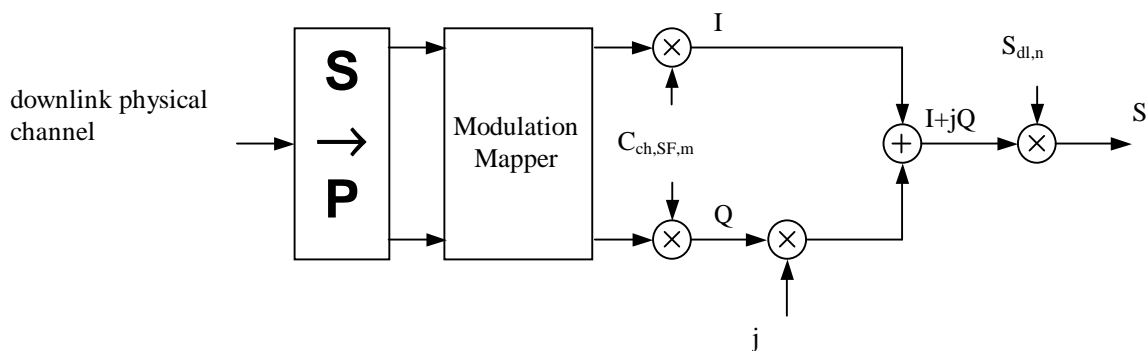 downlink physical
channel
S
→
P
Modulation
Mapper
I
C_ch,SF,m
Q
j
I+jQ
S_dl,n
S